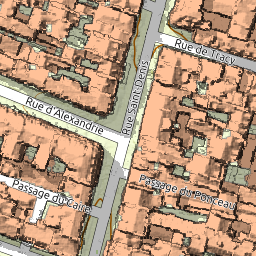 Rue de Tracy
Rue d'Alexandrie
Rue Saint-Denis
Passage du Ponceau
Passage du Caire